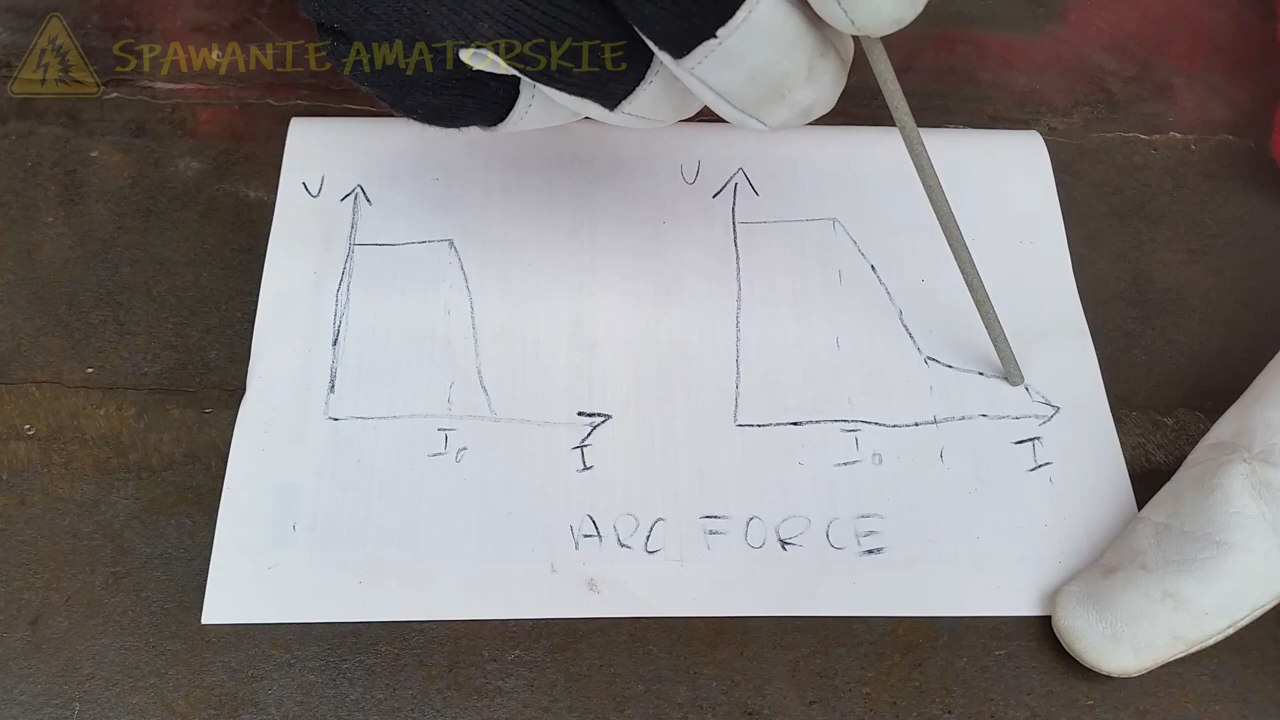 SPAWANIE AMATORSKIE
U
U
I₀
I
I₀
I
ARC FORCE